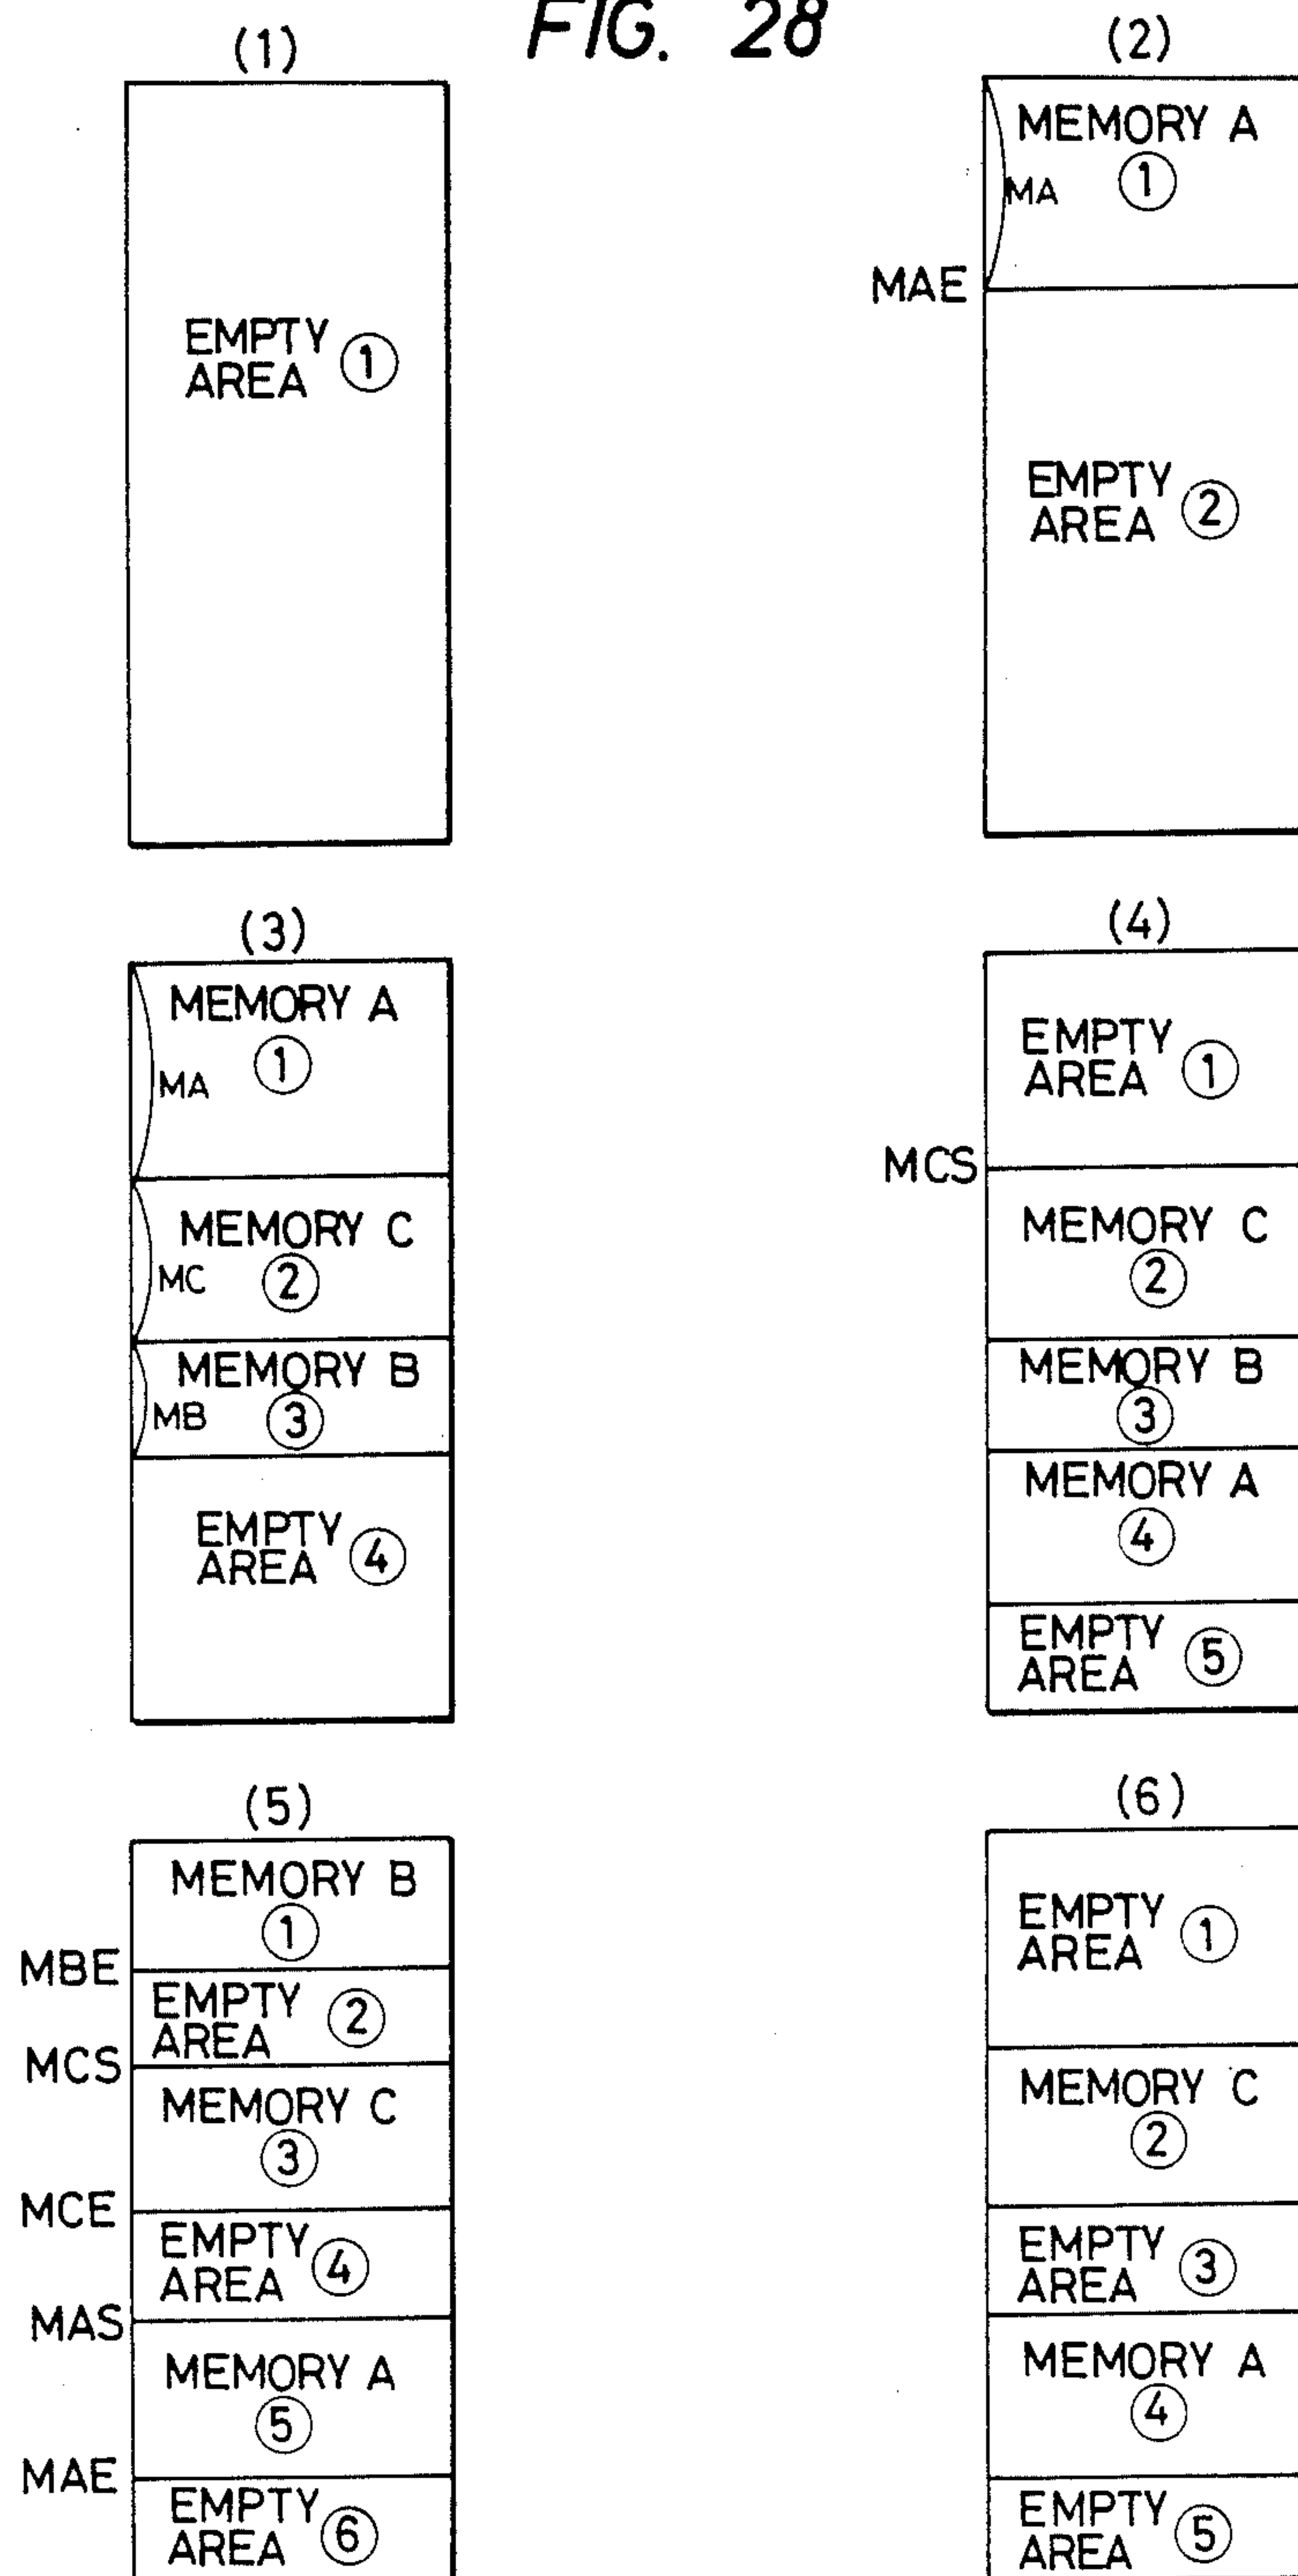 FIG. 28
(1)
EMPTY
AREA ①
(2)
MEMORY A
MA ①
MAE
EMPTY
AREA ②
(3)
MEMORY A
MA ①
MEMORY C
MC ②
MEMORY B
MB ③
EMPTY
AREA ④
(4)
EMPTY
AREA ①
MCS
MEMORY C
②
MEMORY B
③
MEMORY A
④
EMPTY
AREA ⑤
(5)
MEMORY B
①
MBE
EMPTY
AREA ②
MCS
MEMORY C
③
MCE
EMPTY
AREA ④
MAS
MEMORY A
⑤
MAE
EMPTY
AREA ⑥
(6)
EMPTY
AREA ①
MEMORY C
②
EMPTY
AREA ③
MEMORY A
④
EMPTY
AREA ⑤